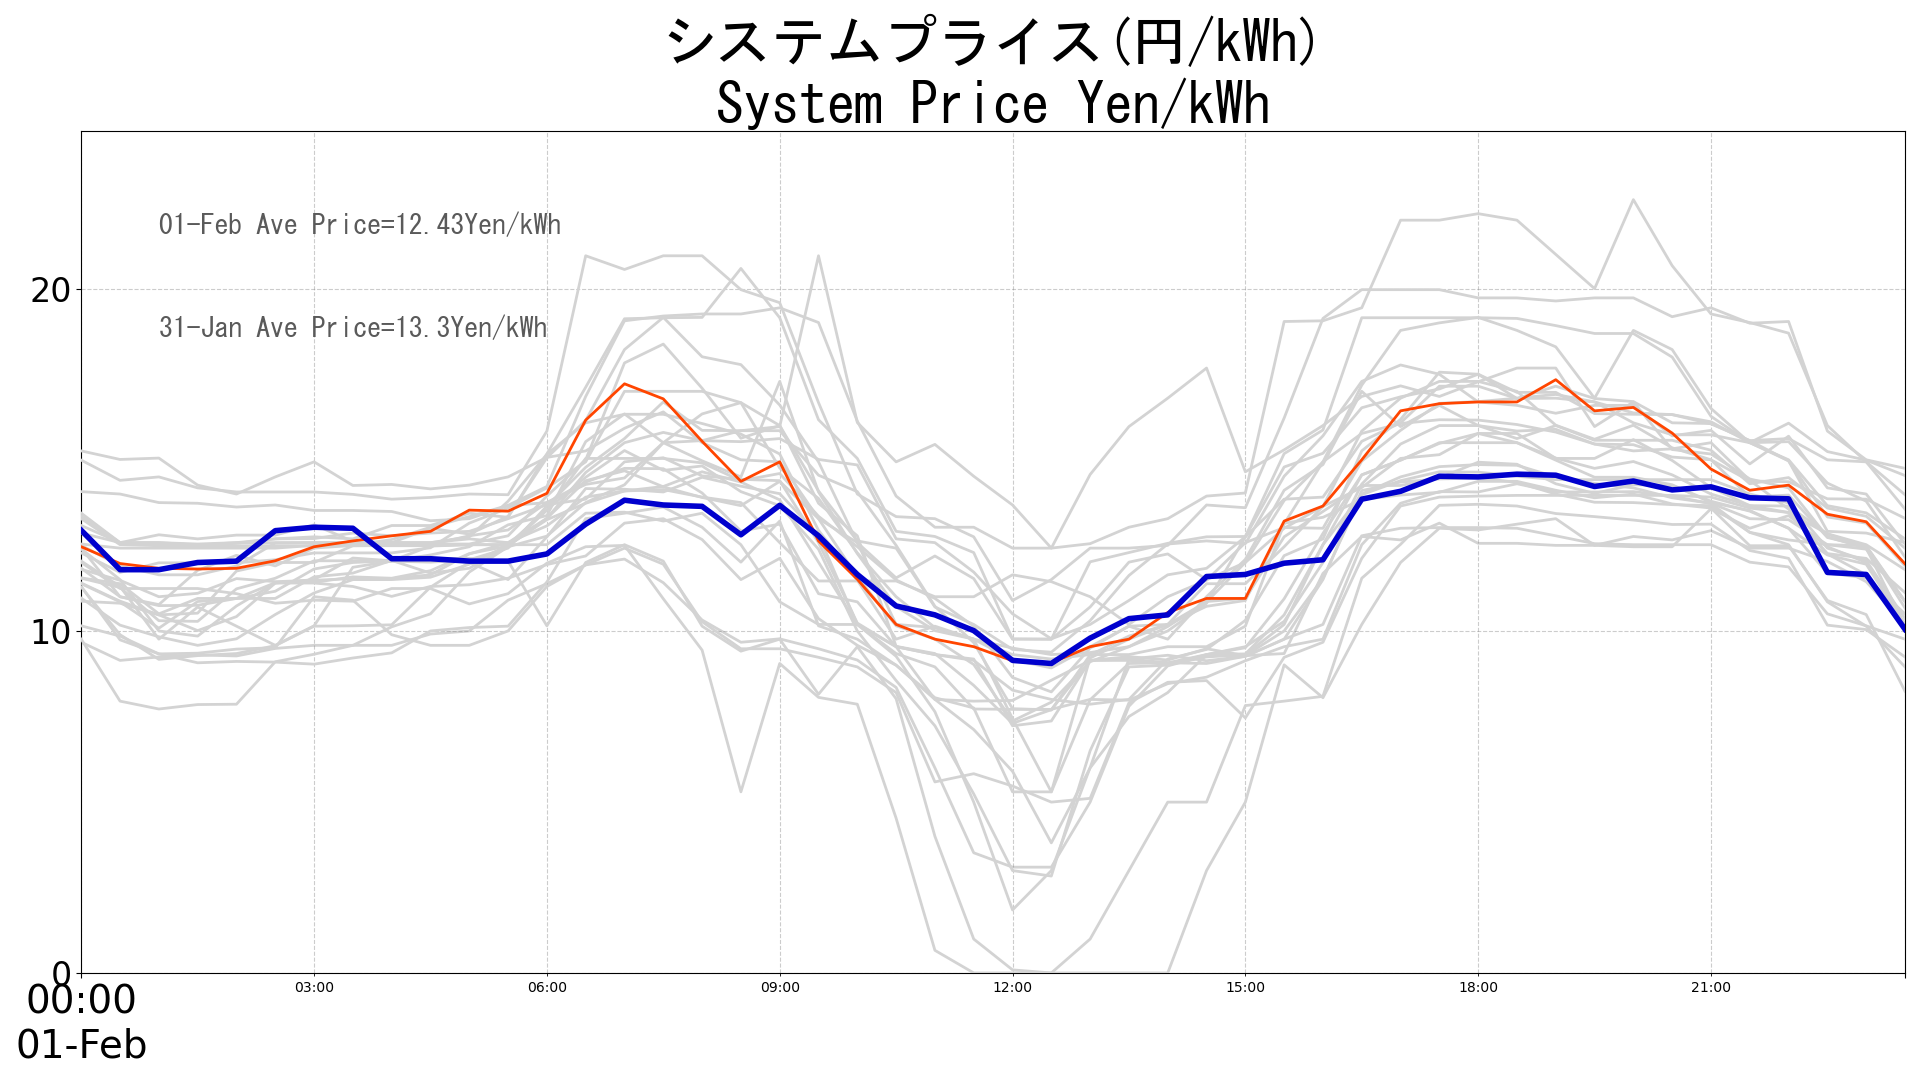 システムプライス(円/kWh)
System Price Yen/kWh
01-Feb Ave Price=12.43Yen/kWh
31-Jan Ave Price=13.3Yen/kWh
20
10
0
00:00 03:00 06:00 09:00 12:00 15:00 18:00 21:00
01-Feb